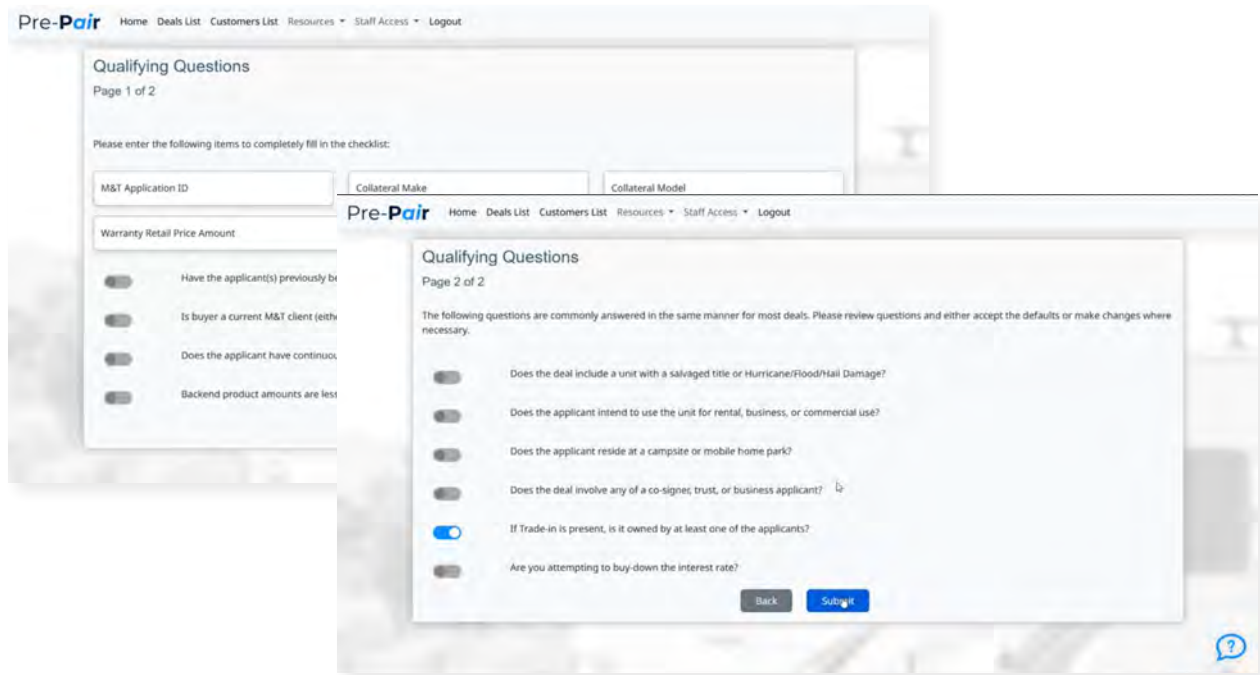 Pre-Pair Home Deals List Customers List Resources Staff Access Logout
Qualifying Questions
Page 1 of 2
Please enter the following items to completely fill in the checklist:
M&T Application ID
Collateral Make
Collateral Model
Warranty Retail Price Amount
Have the applicant(s) previously be
Is buyer a current M&T client (eithe
Does the applicant have continuou
Backend product amounts are less
Pre-Pair Home Deals List Customers List Resources Staff Access Logout
Qualifying Questions
Page 2 of 2
The following questions are commonly answered in the same manner for most deals. Please review questions and either accept the defaults or make changes where
necessary.
Does the deal include a unit with a salvaged title or Hurricane/Flood/Hail Damage?
Does the applicant intend to use the unit for rental, business, or commercial use?
Does the applicant reside at a campsite or mobile home park?
Does the deal involve any of a co-signer, trust, or business applicant?
If Trade-in is present, is it owned by at least one of the applicants?
Are you attempting to buy-down the interest rate?
Back
Submit
?